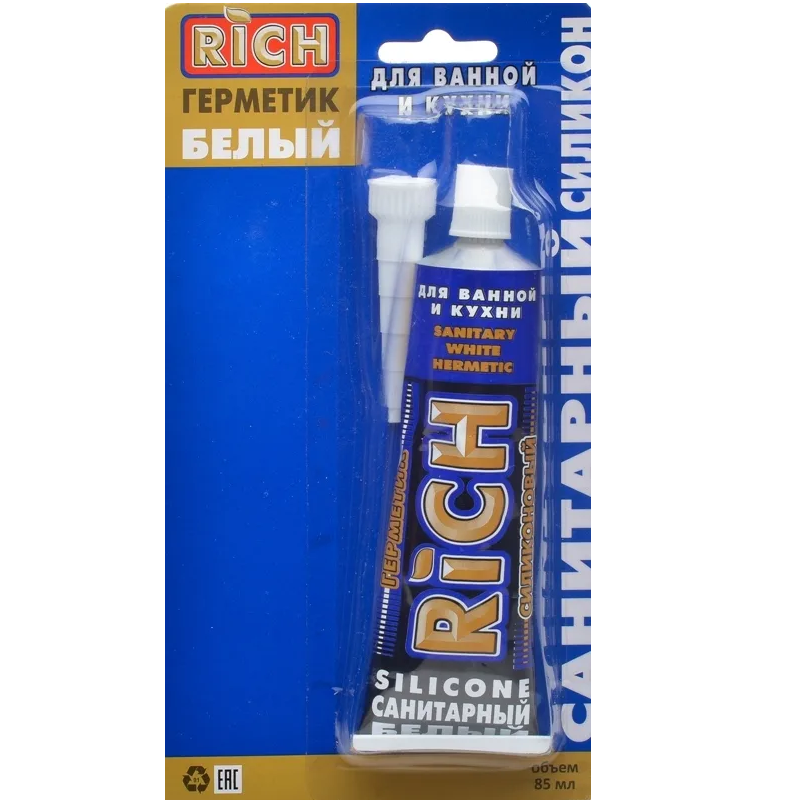 RiCH
ГЕРМЕТИК
БЕЛЫЙ
ДЛЯ ВАННОЙ
И КУХНИ
САНИТАРНЫЙ СИЛИКОН
ДЛЯ ВАННОЙ
И КУХНИ
SANITARY
WHITE
HERMETIC
ГЕРМЕТИК
RiCH
СИЛИКОНОВЫЙ
SILICONE
САНИТАРНЫЙ
БЕЛЫЙ
EAC
объем
85 мл